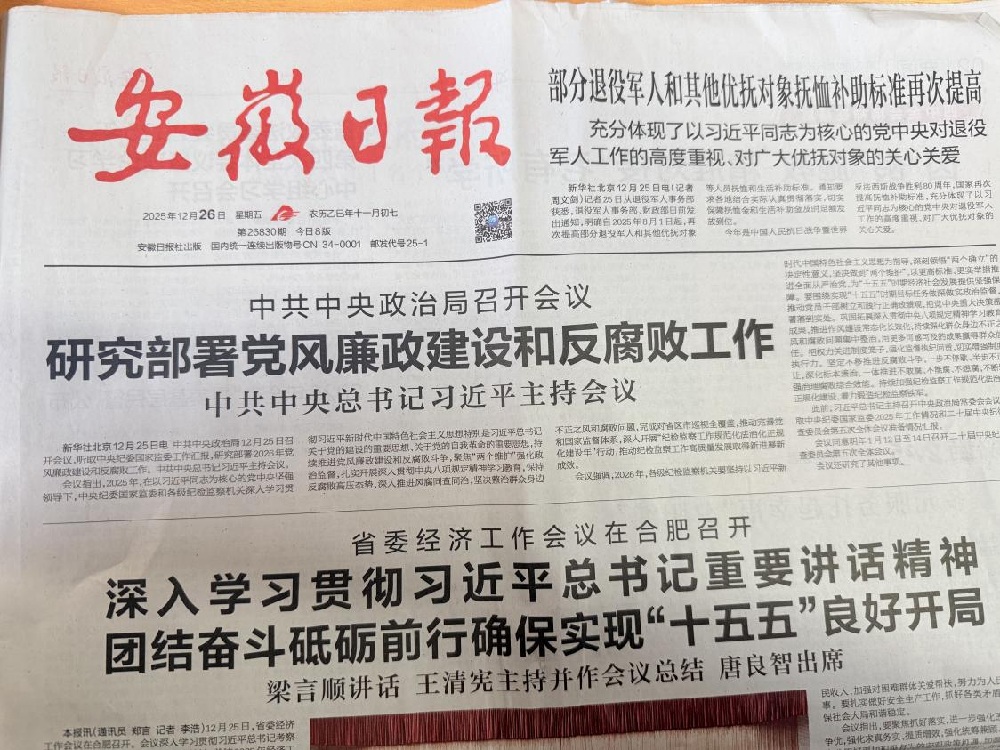 安徽日報
2025年12月26日 星期五 农历乙巳年十一月初七
第26830期 今日8版
安徽日报社出版 国内统一连续出版物号CN 34-0001 邮发代号25-1
部分退役军人和其他优抚对象抚恤补助标准再次提高
充分体现了以习近平同志为核心的党中央对退役
军人工作的高度重视、对广大优抚对象的关心关爱
新华社北京12月25日电(记者
周文剑)记者25日从退役军人事务部
获悉,退役军人事务部、财政部日前发
出通知,明确自2025年8月1日起,再
次提高部分退役军人和其他优抚对象
等人员抚恤和生活补助标准。通知要
求各地结合实际认真贯彻落实,切实
保障抚恤金和生活补助金及时足额发
放到位。
今年是中国人民抗日战争暨世界
反法西斯战争胜利80周年,国家再次
提高抚恤补助标准,充分体现了以习
近平同志为核心的党中央对退役军人
工作的高度重视、对广大优抚对象的
关心关爱。
中共中央政治局召开会议
研究部署党风廉政建设和反腐败工作
中共中央总书记习近平主持会议
新华社北京12月25日电 中共中央政治局12月25日召
开会议,听取中央纪委国家监委工作汇报,研究部署2026年党
风廉政建设和反腐败工作。中共中央总书记习近平主持会议。
会议指出,2025年,在以习近平同志为核心的党中央坚强
领导下,中央纪委国家监委和各级纪检监察机关深入学习贯
彻习近平新时代中国特色社会主义思想特别是习近平总书记
关于党的建设的重要思想、关于党的自我革命的重要思想,持
续推进党风廉政建设和反腐败斗争,聚焦“两个维护”强化政
治监督,扎实开展深入贯彻中央八项规定精神学习教育,保持
反腐败高压态势,深入推进风腐同查同治,坚决整治群众身边
不正之风和腐败问题,完成对省区市巡视全覆盖,推动完善党
和国家监督体系,深入开展“纪检监察工作规范化法治化正规
化建设年”行动,推动纪检监察工作高质量发展取得新进展新
成效。
会议强调,2026年,各级纪检监察机关要坚持以习近平新
时代中国特色社会主义思想为指导,深刻领悟“两个确立”的
决定性意义,坚决做到“两个维护”,以更高标准、更实举措推
进全面从严治党,为“十五五”时期经济社会发展提供坚强保
障。要围绕实现“十五五”时期目标任务做深做实政治监督,
推动党员干部树立和践行正确政绩观,把党中央重大决策部
署落到实处。巩固拓展深入贯彻中央八项规定精神学习教育
成果,推进作风建设常态化长效化,持续深化群众身边不正之
风和腐败问题集中整治,用更多可感可及的成果赢得群众信
任。把权力关进制度笼子,强化监督执纪问责,切实增强制度
执行力。坚定不移推进反腐败斗争,一步不停歇、半步不退
让,深化标本兼治,一体推进不敢腐、不能腐、不想腐,不断增
强治理腐败综合效能。持续加强纪检监察工作规范化法治化
正规化建设,着力锻造纪检监察铁军。
此前,习近平总书记主持召开中央政治局常委会会议,听
取中央纪委国家监委2025年工作情况和二十届中央纪律检
查委员会第五次全体会议准备情况汇报。
会议同意明年1月12日至14日召开二十届中央纪律检
查委员会第五次全体会议。
会议还研究了其他事项。
省委经济工作会议在合肥召开
深入学习贯彻习近平总书记重要讲话精神
团结奋斗砥砺前行确保实现“十五五”良好开局
梁言顺讲话 王清宪主持并作会议总结 唐良智出席
本报讯(通讯员 郑言 记者 李浩)12月25日,省委经济
工作会议在合肥召开。会议深入学习贯彻习近平总书记考察
民收入,加强对困难群体关爱帮扶,努力为人民
事。要扎实做好安全生产工作,抓好各类矛盾
保社会大局和谐稳定。
会议指出,要聚焦抓好落实,进一步强化
争优,强化求真务实、提质增效,强化统筹兼顾